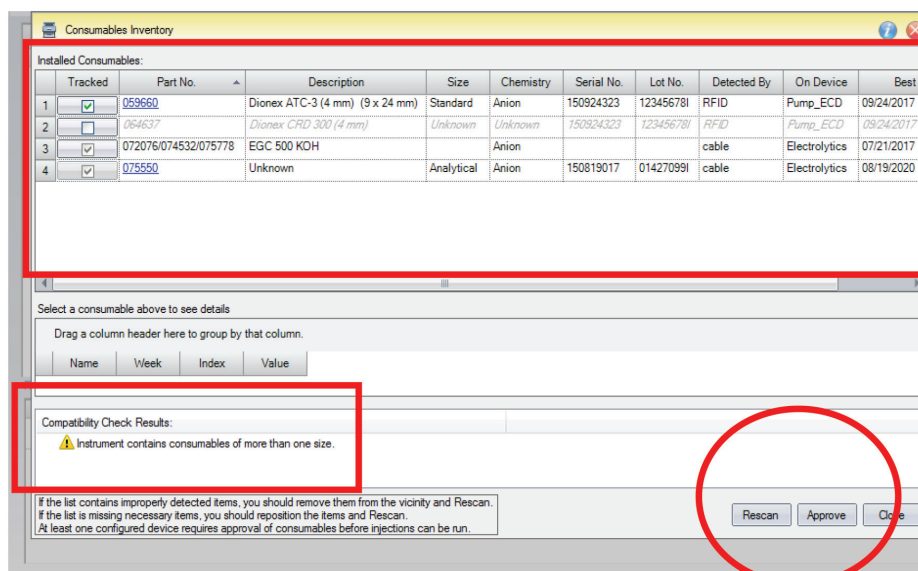 Consumables Inventory
Installed Consumables:
Tracked Part No. Description Size Chemistry Serial No. Lot No. Detected By On Device Best
1 059660 Dionex ATC-3 (4 mm) (9 x 24 mm) Standard Anion 150924323 12345678I RFID Pump_ECD 09/24/2017
2 064637 Dionex CRD 300 (4 mm) Unknown Unknown 150924323 12345678I RFID Pump_ECD 09/24/2017
3 072076/074532/075778 EGC 500 KOH Anion cable Electrolytics 07/21/2017
4 075550 Unknown Analytical Anion 150819017 01427099I cable Electrolytics 08/19/2020
Select a consumable above to see details
Drag a column header here to group by that column.
Name Week Index Value
Compatibility Check Results:
Instrument contains consumables of more than one size.
If the list contains improperly detected items, you should remove them from the vicinity and Rescan.
If the list is missing necessary items, you should reposition the items and Rescan.
At least one configured device requires approval of consumables before injections can be run.
Rescan Approve Close